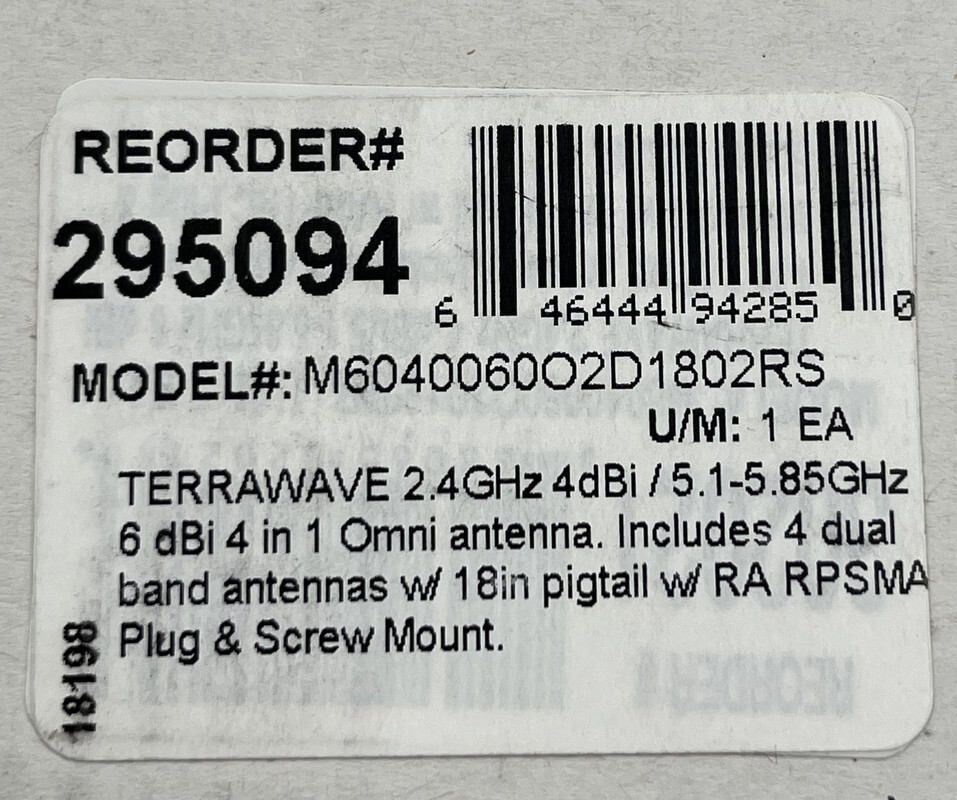 REORDER#
295094
6 46444 94285 0
MODEL#: M6040060O2D1802RS
U/M: 1 EA
TERRAWAVE 2.4GHz 4dBi / 5.1-5.85GHz
6 dBi 4 in 1 Omni antenna. Includes 4 dual
band antennas w/ 18in pigtail w/ RA RPSMA
Plug & Screw Mount.
18198